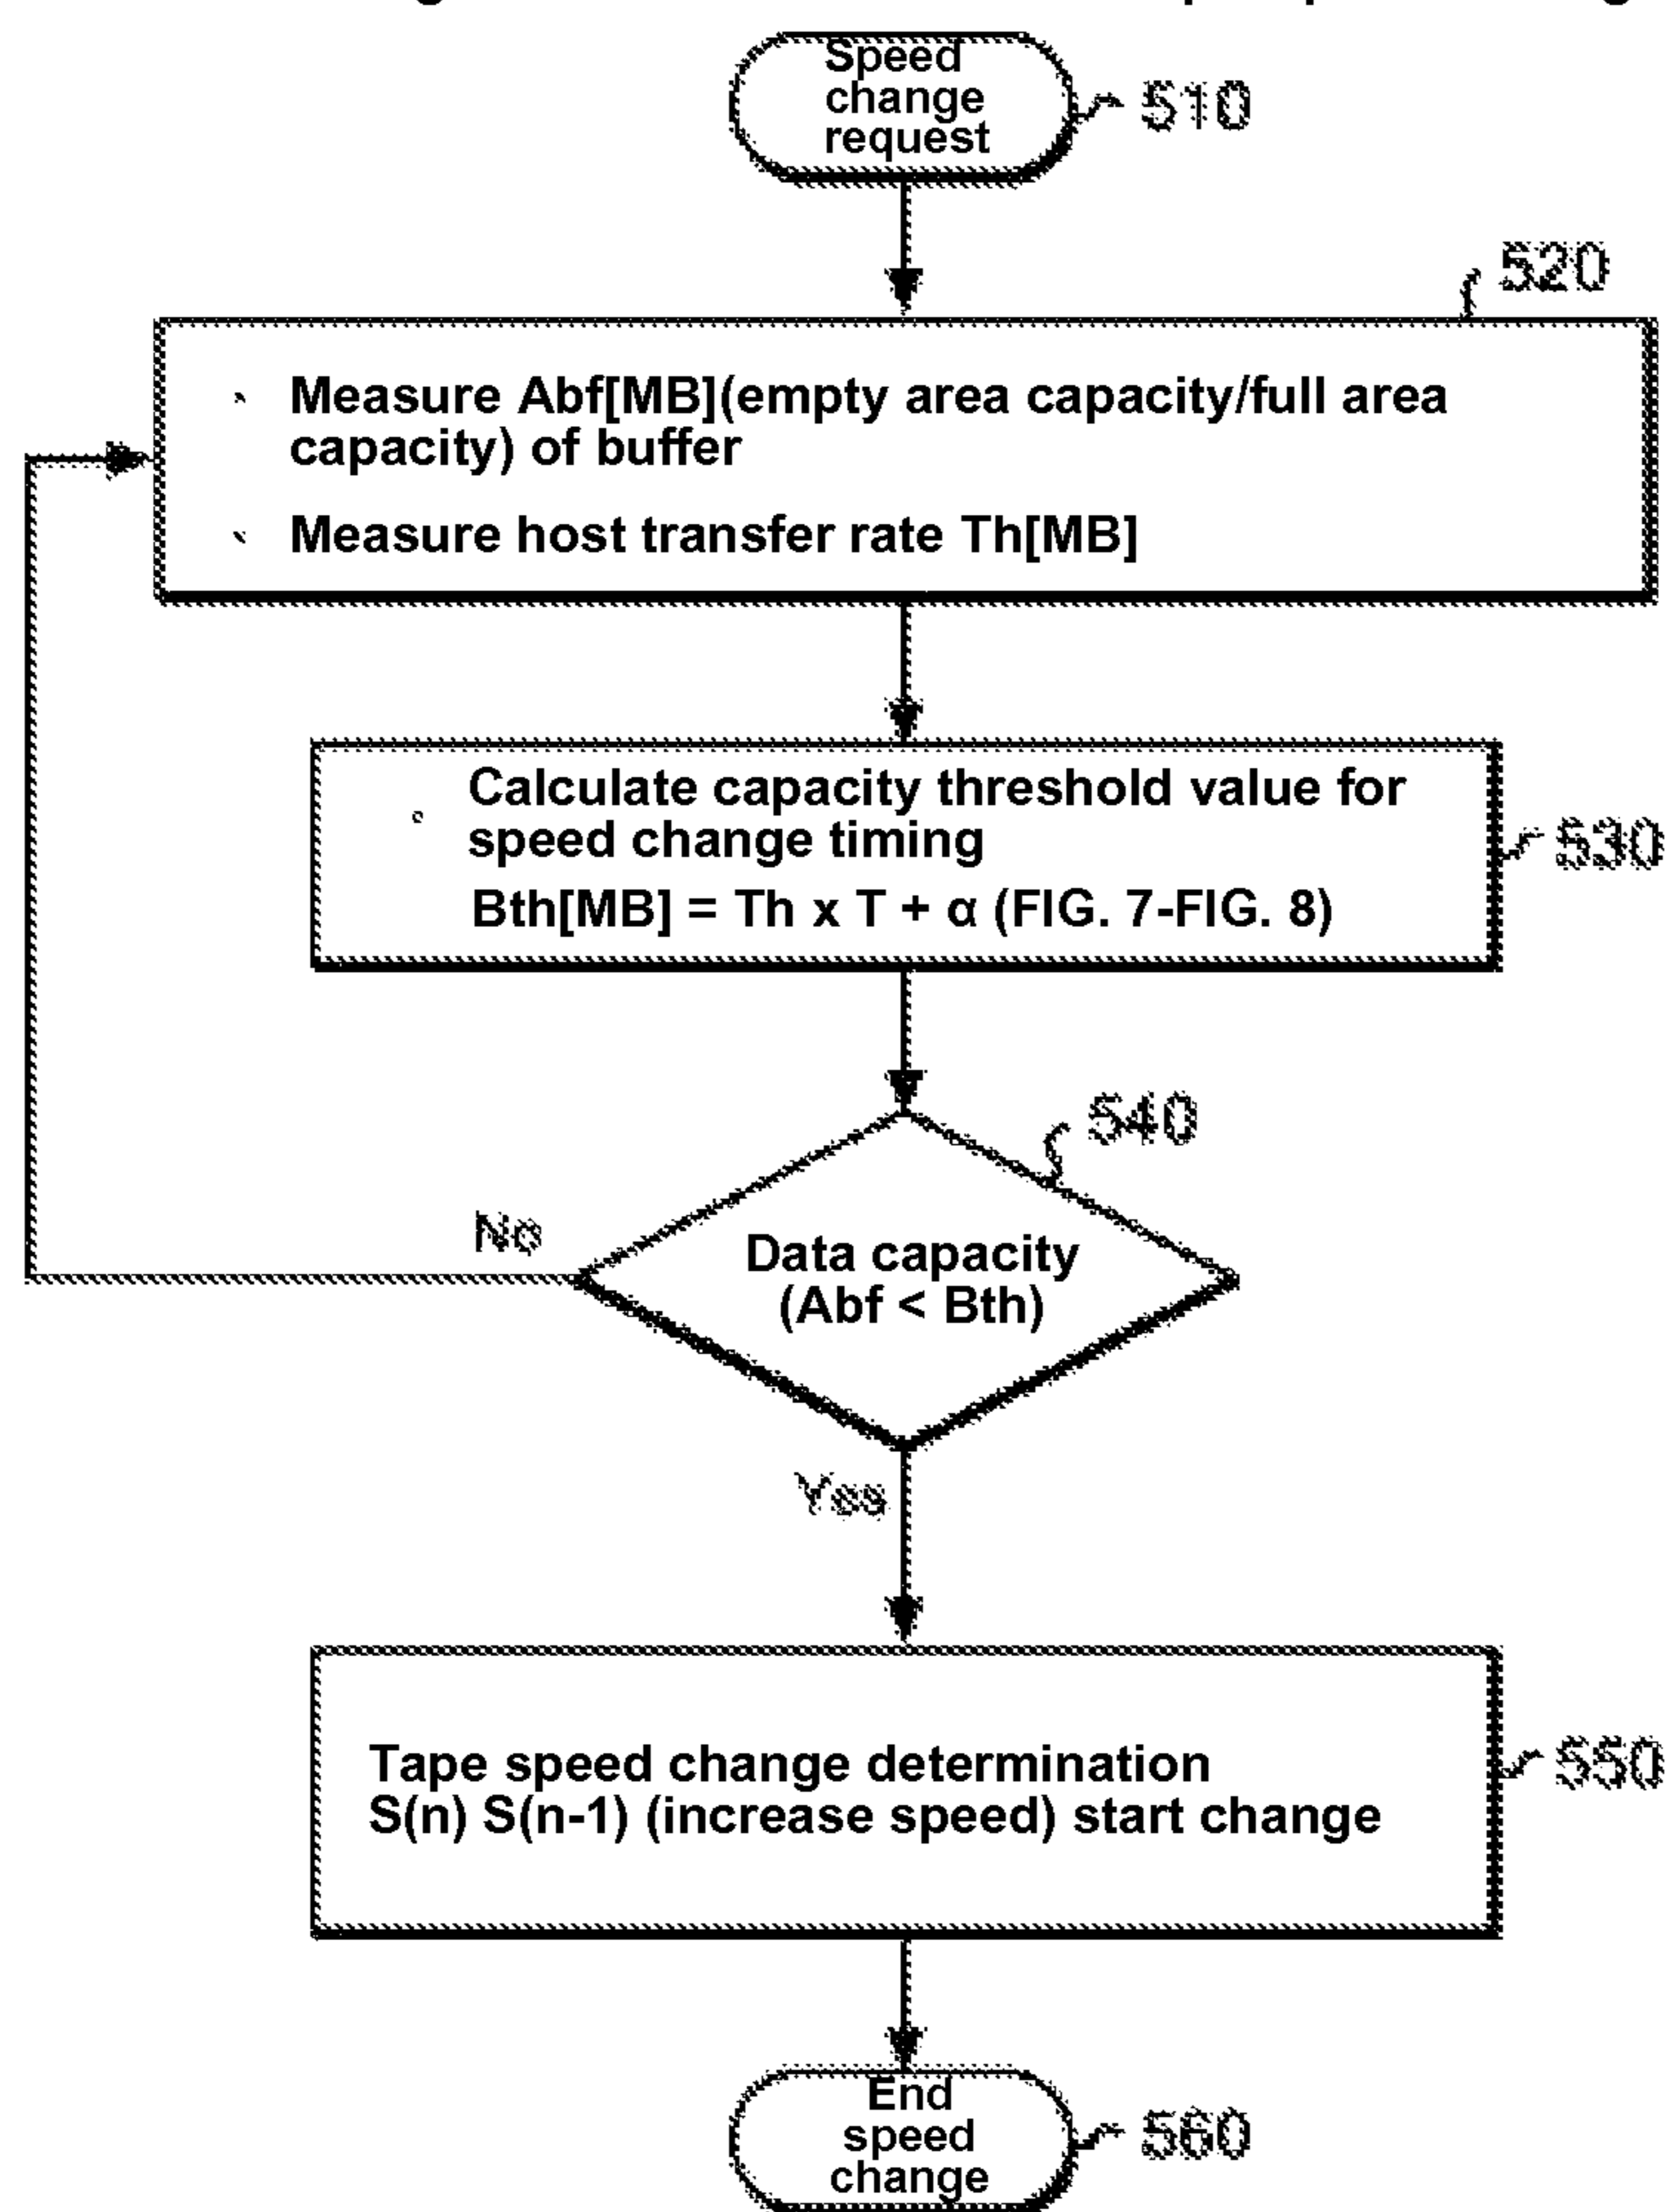 Speed
change
request
510
520
Measure Abf[MB](empty area capacity/full area
capacity) of buffer
Measure host transfer rate Th[MB]
Calculate capacity threshold value for
speed change timing
530
Bth[MB] = Th x T + α (FIG. 7-FIG. 8)
540
No
Data capacity
(Abf < Bth)
Yes
Tape speed change determination
550
S(n) S(n-1) (increase speed) start change
End
speed
560
change